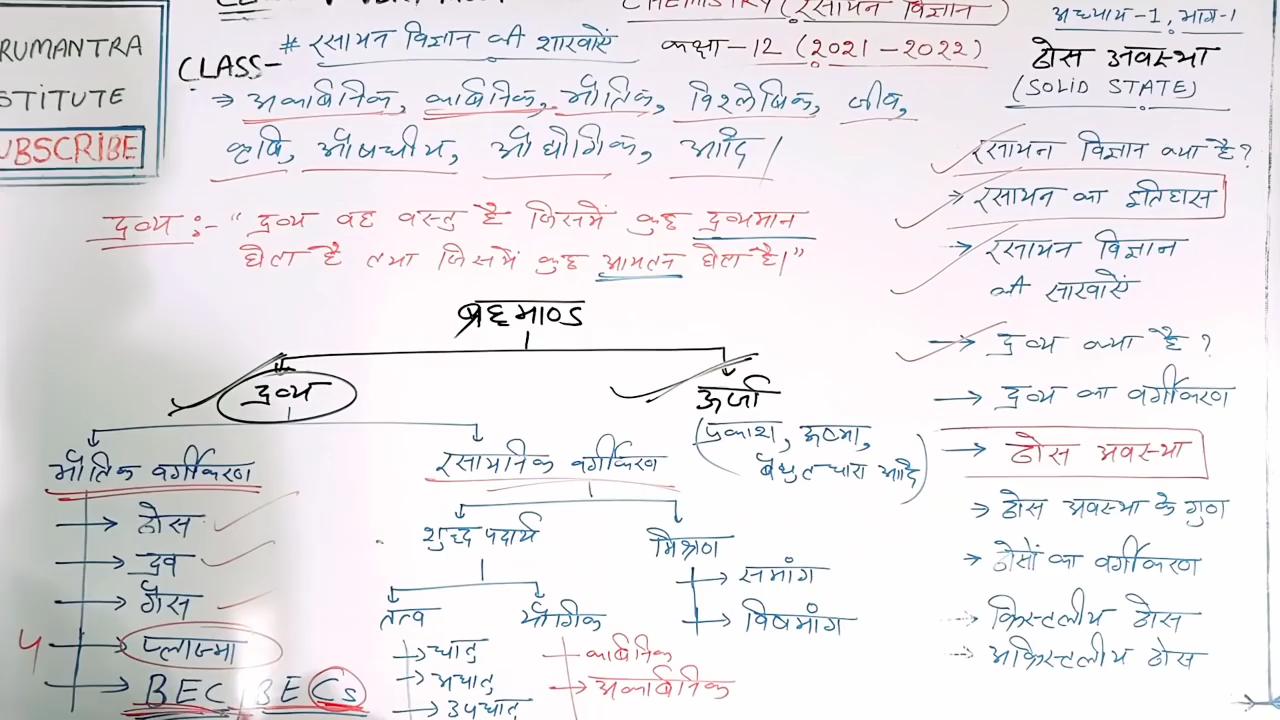 RUMANTRA
STITUTE
UBSCRIBE
CHEMISTRY (रसायन विज्ञान)
कक्षा -12 (2021-2022)
अध्याय-1, भाग-1
ठोस अवस्था
(SOLID STATE)
CLASS-
# रसायन विज्ञान की शाखाएँ
→ अकार्बनिक, कार्बनिक, भौतिक, विश्लेषिक, जीव,
कृषि, औषधीय, औद्योगिक, आदि |
द्रव्य :- "द्रव्य वह वस्तु है जिसमें कुछ द्रव्यमान
होता है तथा जिसमें कुछ आयतन होता है।"
ब्रह्माण्ड
द्रव्य
ऊर्जा
(प्रकाश, ऊष्मा,
वैधुत धारा आदि)
भौतिक वर्गीकरण
→ ठोस
→ द्रव
→ गैस
4 → प्लाज्मा
→ BEC/BECs
रसायनिक वर्गीकरण
शुद्ध पदार्थ
मिश्रण
→ समांग
→ विषमांग
तत्व
→ धातु
→ अधातु
→ उपधातु
यौगिक
कार्बनिक
→ अकार्बनिक
रसायन विज्ञान क्या है?
→ रसायन का इतिहास
→ रसायन विज्ञान
की साखाएँ
→ द्रव्य क्या है ?
→ द्रव्य का वर्गीकरण
→ ठोस अवस्था
→ ठोस अवस्था के गुण
→ ठोसों का वर्गीकरण
→ क्रिस्टलीय ठोस
→ अक्रिस्टलीय ठोस